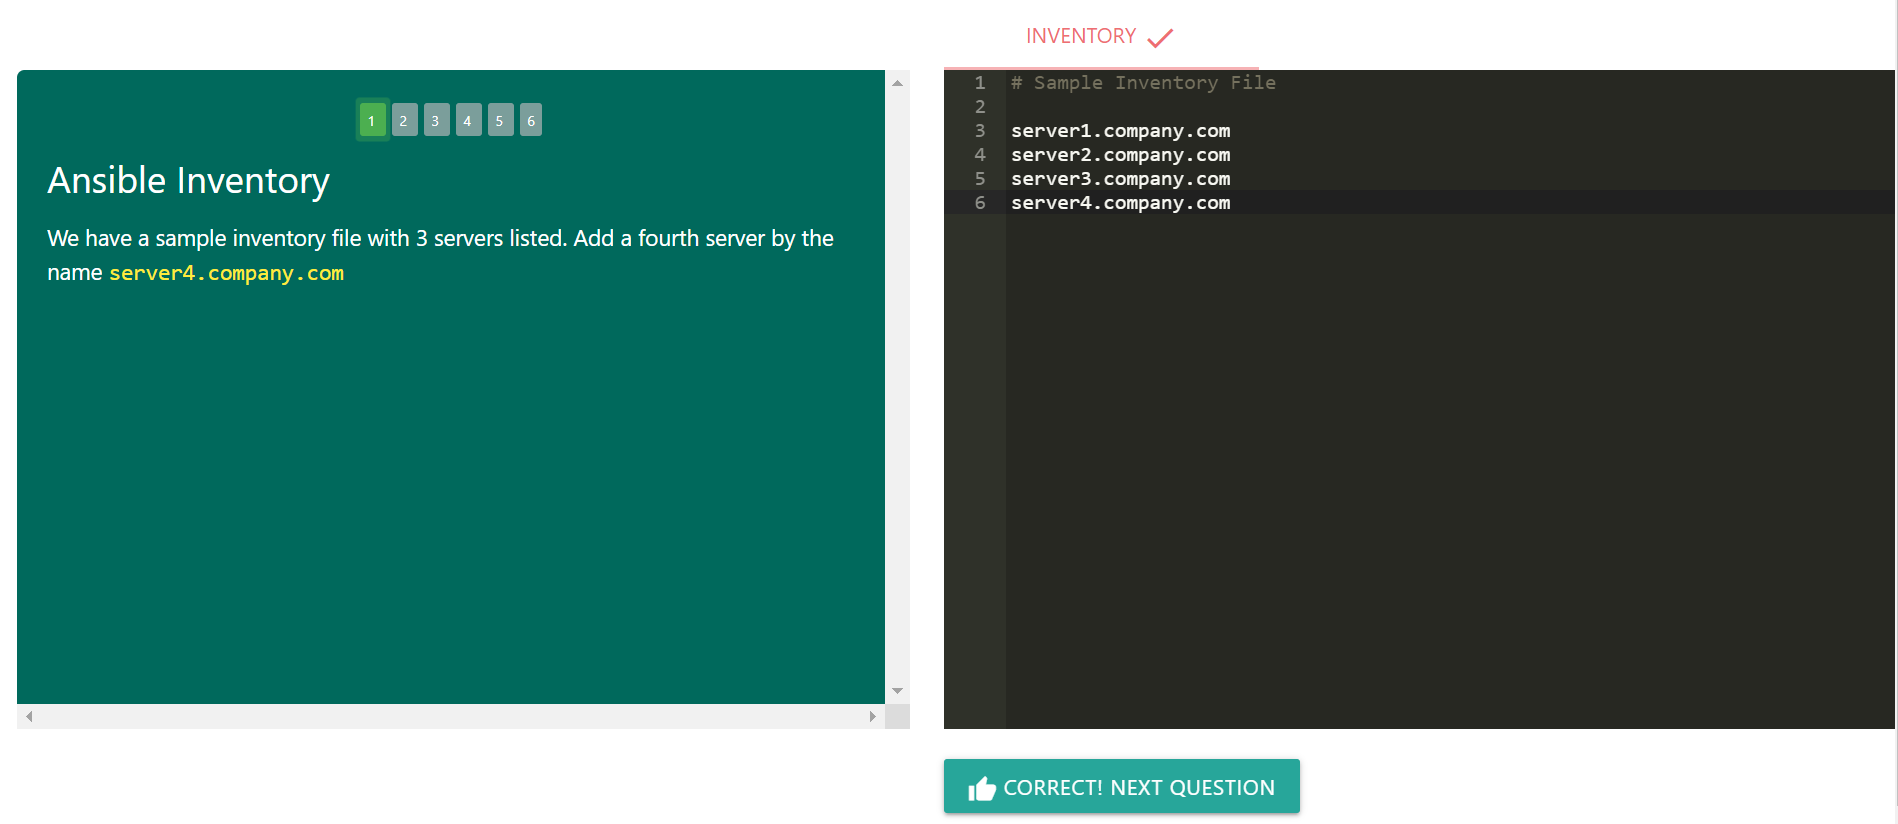 1 2 3 4 5 6
Ansible Inventory
We have a sample inventory file with 3 servers listed. Add a fourth server by the
name server4.company.com
INVENTORY
1 # Sample Inventory File
2
3 server1.company.com
4 server2.company.com
5 server3.company.com
6 server4.company.com
CORRECT! NEXT QUESTION